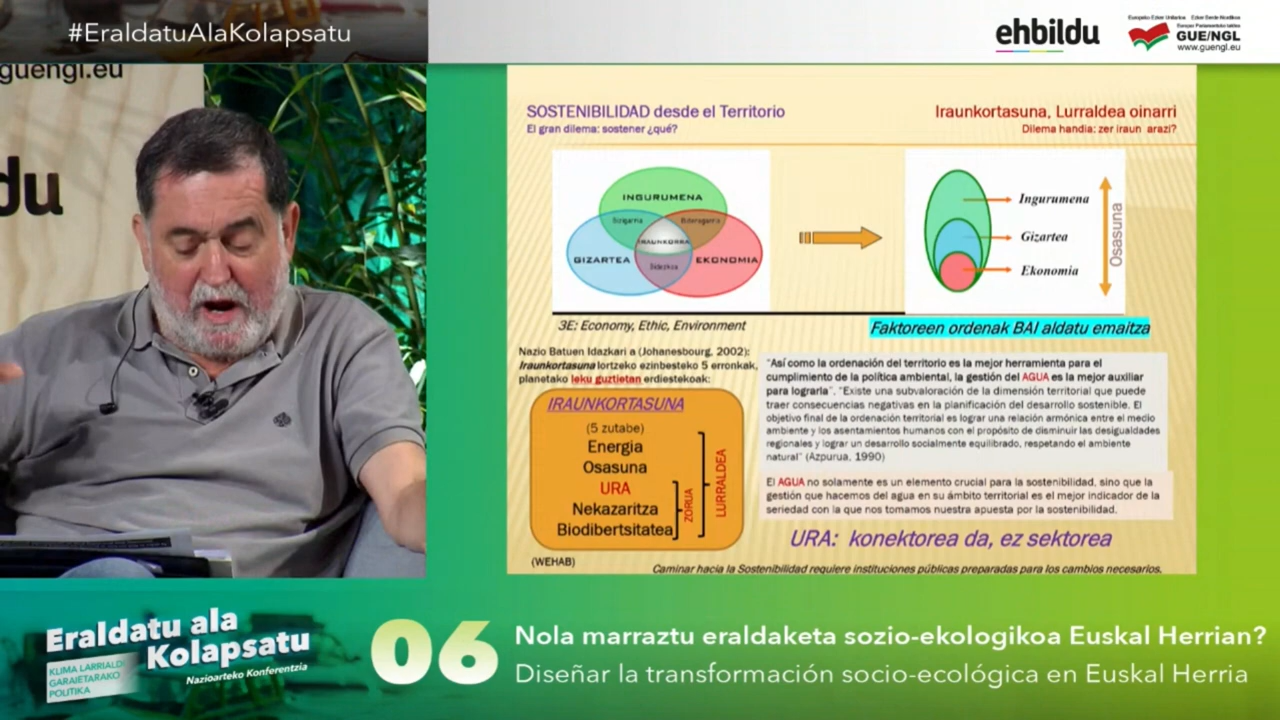 #EraldatuAlaKolapsatu
ehbildu
GUE/NGL
www.guengl.eu
guengl.eu
du
SOSTENIBILIDAD desde el Territorio
El gran dilema: sostener ¿qué?
Iraunkortasuna, Lurraldea oinarri
Dilema handia: zer iraun arazi?
INGURUMENA
Bizigarria
Bideragarria
IRAUNKORRA
GIZARTEA
EKONOMIA
Bidezkoa
Ingurumena
Gizartea
Ekonomia
Osasuna
3E: Economy, Ethic, Environment
Faktoreen ordenak BAI aldatu emaitza
Nazio Batuen Idazkari a (Johanesbourg, 2002):
Iraunkortasuna lortzeko ezinbesteko 5 erronkak,
planetako leku guztietan erdiestekoak:
IRAUNKORTASUNA
(5 zutabe)
Energia
Osasuna
URA
Nekazaritza
Biodibertsitatea
ZORUA
LURRALDEA
(WEHAB)
"Así como la ordenación del territorio es la mejor herramienta para el
cumplimiento de la política ambiental, la gestión del AGUA es la mejor auxiliar
para lograrla". "Existe una subvaloración de la dimensión territorial que puede
traer consecuencias negativas en la planificación del desarrollo sostenible. El
objetivo final de la ordenación territorial es lograr una relación armónica entre el medio
ambiente y los asentamientos humanos con el propósito de disminuir las desigualdades
regionales y lograr un desarrollo socialmente equilibrado, respetando el ambiente
natural" (Azpurua, 1990)
El AGUA no solamente es un elemento crucial para la sostenibilidad, sino que la
gestión que hacemos del agua en su ámbito territorial es el mejor indicador de la
seriedad con la que nos tomamos nuestra apuesta por la sostenibilidad.
URA: konektorea da, ez sektorea
Caminar hacia la Sostenibilidad requiere instituciones públicas preparadas para los cambios necesarios.
Eraldatu ala
Kolapsatu
KLIMA LARRIALDI
GARAIETARAKO
POLITIKA
Nazioarteko Konferentzia
06
Nola marraztu eraldaketa sozio-ekologikoa Euskal Herrian?
Diseñar la transformación socio-ecológica en Euskal Herria